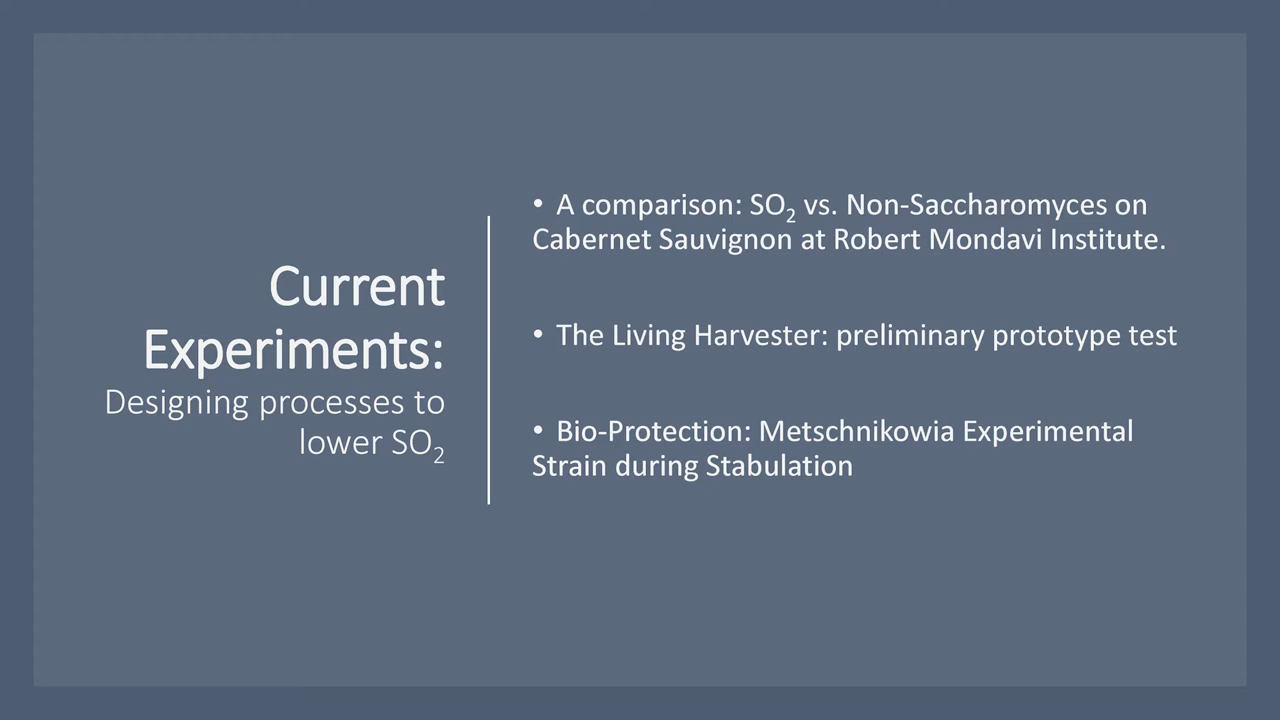 Current
Experiments:
Designing processes to
lower SO₂
• A comparison: SO₂ vs. Non-Saccharomyces on
Cabernet Sauvignon at Robert Mondavi Institute.
• The Living Harvester: preliminary prototype test
• Bio-Protection: Metschnikowia Experimental
Strain during Stabulation